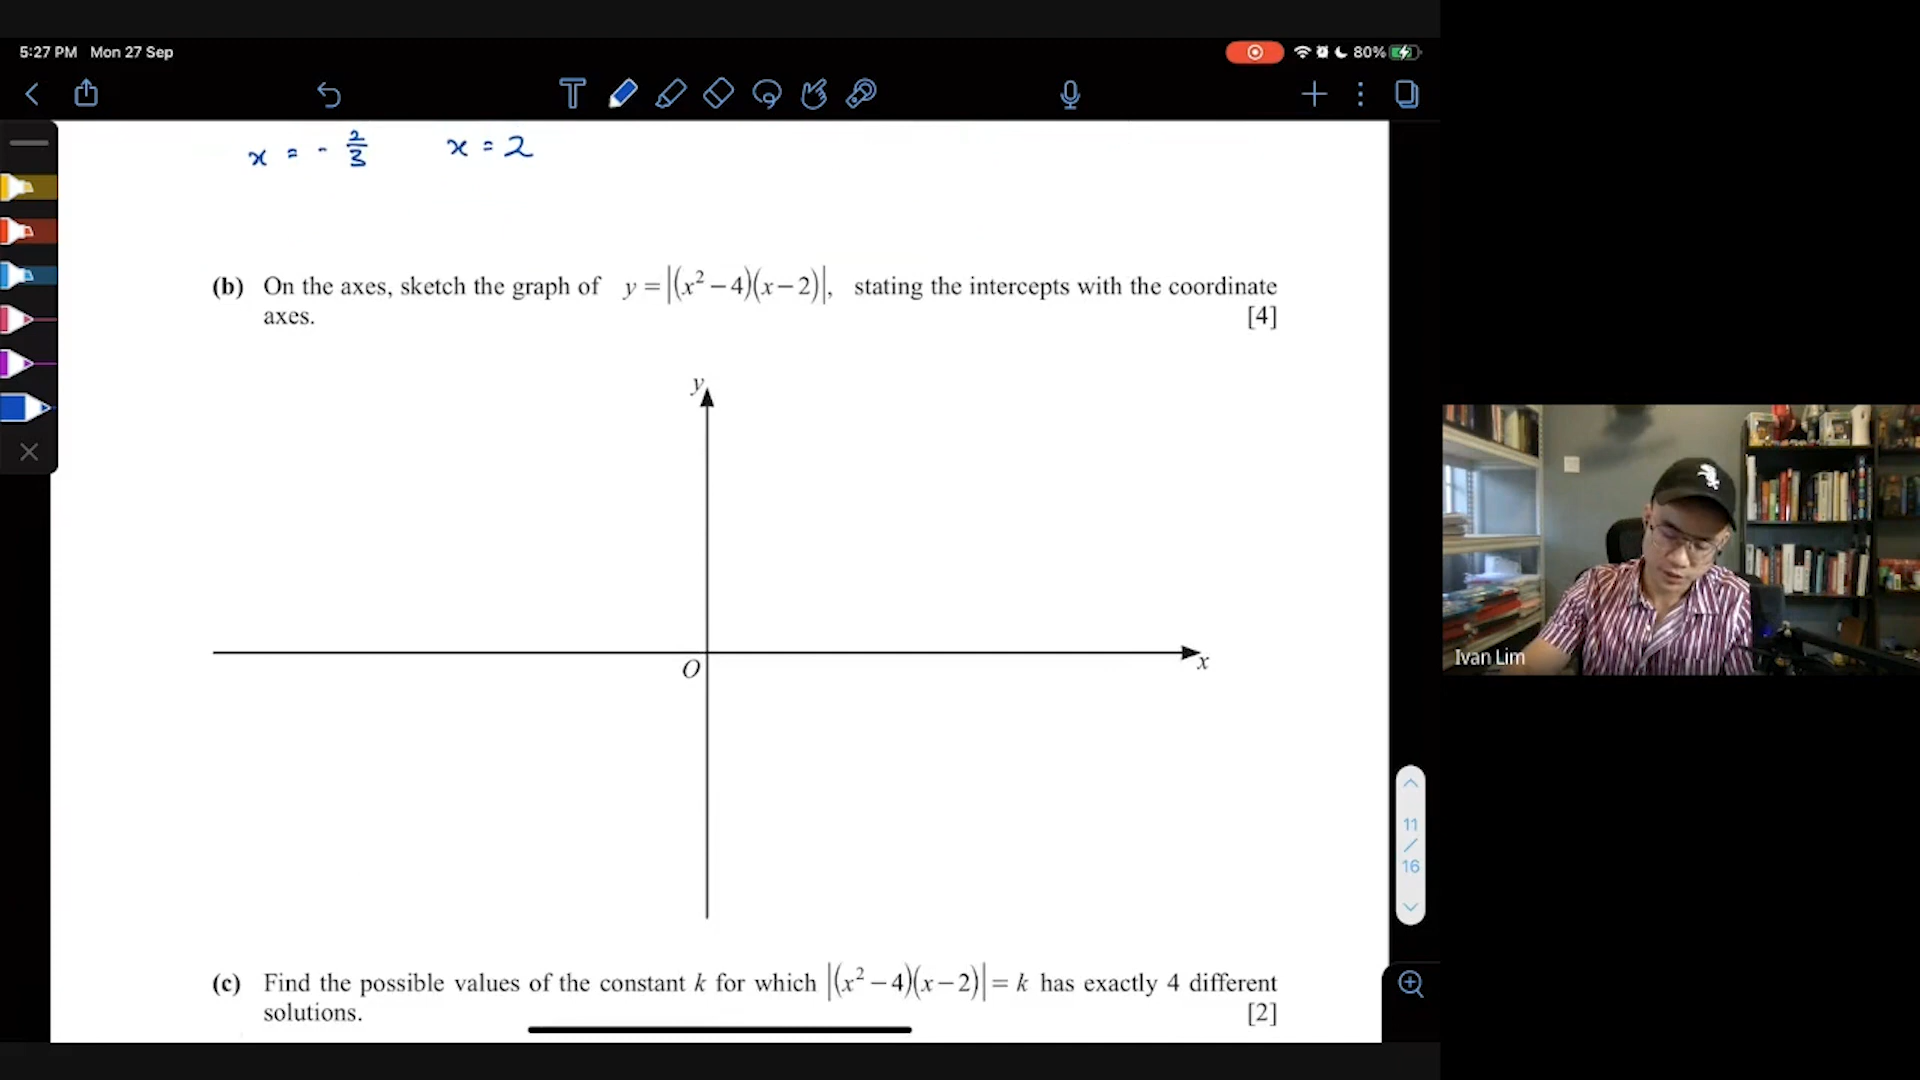 5:27 PM Mon 27 Sep
80%
x = - 2/3 x = 2
(b) On the axes, sketch the graph of y = |(x² − 4)(x − 2)|, stating the intercepts with the coordinate
axes. [4]
y
O
x
(c) Find the possible values of the constant k for which |(x² − 4)(x − 2)| = k has exactly 4 different
solutions. [2]
11
/
16
Ivan Lim